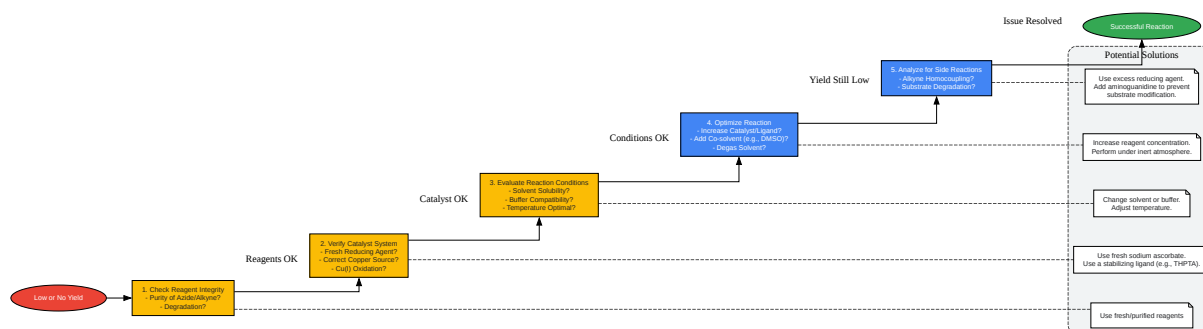 Low or No Yield
1. Check Reagent Integrity
- Purity of Azide/Alkyne?
- Degradation?
Reagents OK
2. Verify Catalyst System
- Fresh Reducing Agent?
- Correct Copper Source?
- Cu(I) Oxidation?
Catalyst OK
3. Evaluate Reaction Conditions
- Solvent Solubility?
- Buffer Compatibility?
- Temperature Optimal?
Conditions OK
4. Optimize Reaction
- Increase Catalyst/Ligand?
- Add Co-solvent (e.g., DMSO)?
- Degas Solvent?
Yield Still Low
5. Analyze for Side Reactions
- Alkyne Homocoupling?
- Substrate Degradation?
Issue Resolved
Successful Reaction
Potential Solutions
Use excess reducing agent.
Add aminoguanidine to prevent
substrate modification.
Increase reagent concentration.
Perform under inert atmosphere.
Change solvent or buffer.
Adjust temperature.
Use fresh sodium ascorbate.
Use a stabilizing ligand (e.g., THPTA).
Use fresh/purified reagents